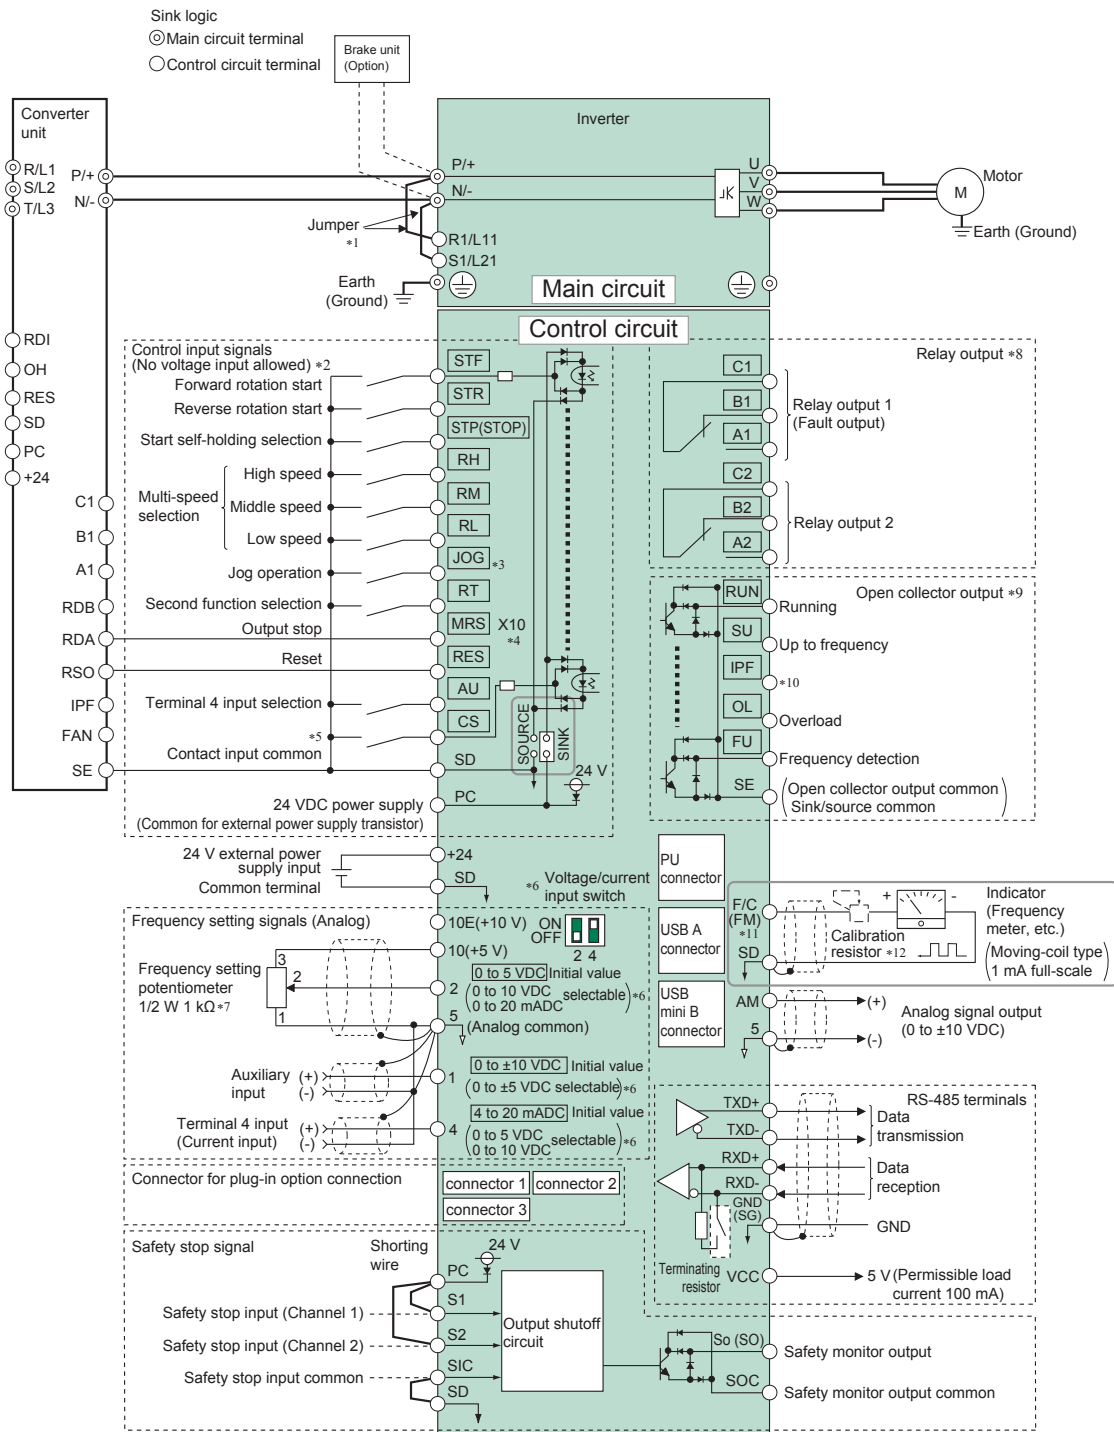 Sink logic
Main circuit terminal
Control circuit terminal
Brake unit
(Option)
Converter
unit
R/L1
S/L2
T/L3
P/+
N/-
Inverter
P/+
N/-
U
V
W
Motor
M
Earth (Ground)
Jumper
*1
R1/L11
S1/L21
Earth
(Ground)
Main circuit
Control circuit
RDI
OH
RES
SD
PC
+24
C1
B1
A1
RDB
RDA
RSO
IPF
FAN
SE
Control input signals
(No voltage input allowed) *2
Forward rotation start
Reverse rotation start
Start self-holding selection
Multi-speed
selection
High speed
Middle speed
Low speed
Jog operation
Second function selection
Output stop
Reset
Terminal 4 input selection
*5
Contact input common
24 VDC power supply
(Common for external power supply transistor)
STF
STR
STP(STOP)
RH
RM
RL
JOG *3
RT
MRS X10
*4
RES
AU
CS
SD
PC
SOURCE
SINK
24 V
Relay output *8
C1
B1
A1
Relay output 1
(Fault output)
C2
B2
A2
Relay output 2
Open collector output *9
RUN
Running
SU
Up to frequency
IPF
*10
OL
Overload
FU
Frequency detection
SE
(Open collector output common
Sink/source common)
24 V external power
supply input
Common terminal
+24
SD
*6 Voltage/current
input switch
ON
OFF
2 4
PU
connector
USB A
connector
USB
mini B
connector
F/C
(FM)
*11
SD
+ -
Calibration
resistor *12
Indicator
(Frequency
meter, etc.)
(Moving-coil type
1 mA full-scale)
AM
5
(+)
(-)
Analog signal output
(0 to ±10 VDC)
Frequency setting signals (Analog)
Frequency setting
potentiometer
1/2 W 1 kΩ *7
3
2
1
10E(+10 V)
10(+5 V)
2
0 to 5 VDC Initial value
(0 to 10 VDC
0 to 20 mADC selectable) *6
5
(Analog common)
Auxiliary
input
(+)
(-)
1
0 to ±10 VDC Initial value
(0 to ±5 VDC selectable) *6
Terminal 4 input
(Current input)
(+)
(-)
4
4 to 20 mADC Initial value
(0 to 5 VDC
0 to 10 VDC selectable) *6
RS-485 terminals
TXD+
TXD-
Data
transmission
RXD+
RXD-
Data
reception
GND
(SG)
GND
Terminating
resistor
VCC
5 V (Permissible load
current 100 mA)
Connector for plug-in option connection
connector 1
connector 2
connector 3
Safety stop signal
Shorting
wire
24 V
PC
S1
S2
SIC
SD
Safety stop input (Channel 1)
Safety stop input (Channel 2)
Safety stop input common
Output shutoff
circuit
So (SO)
SOC
Safety monitor output
Safety monitor output common